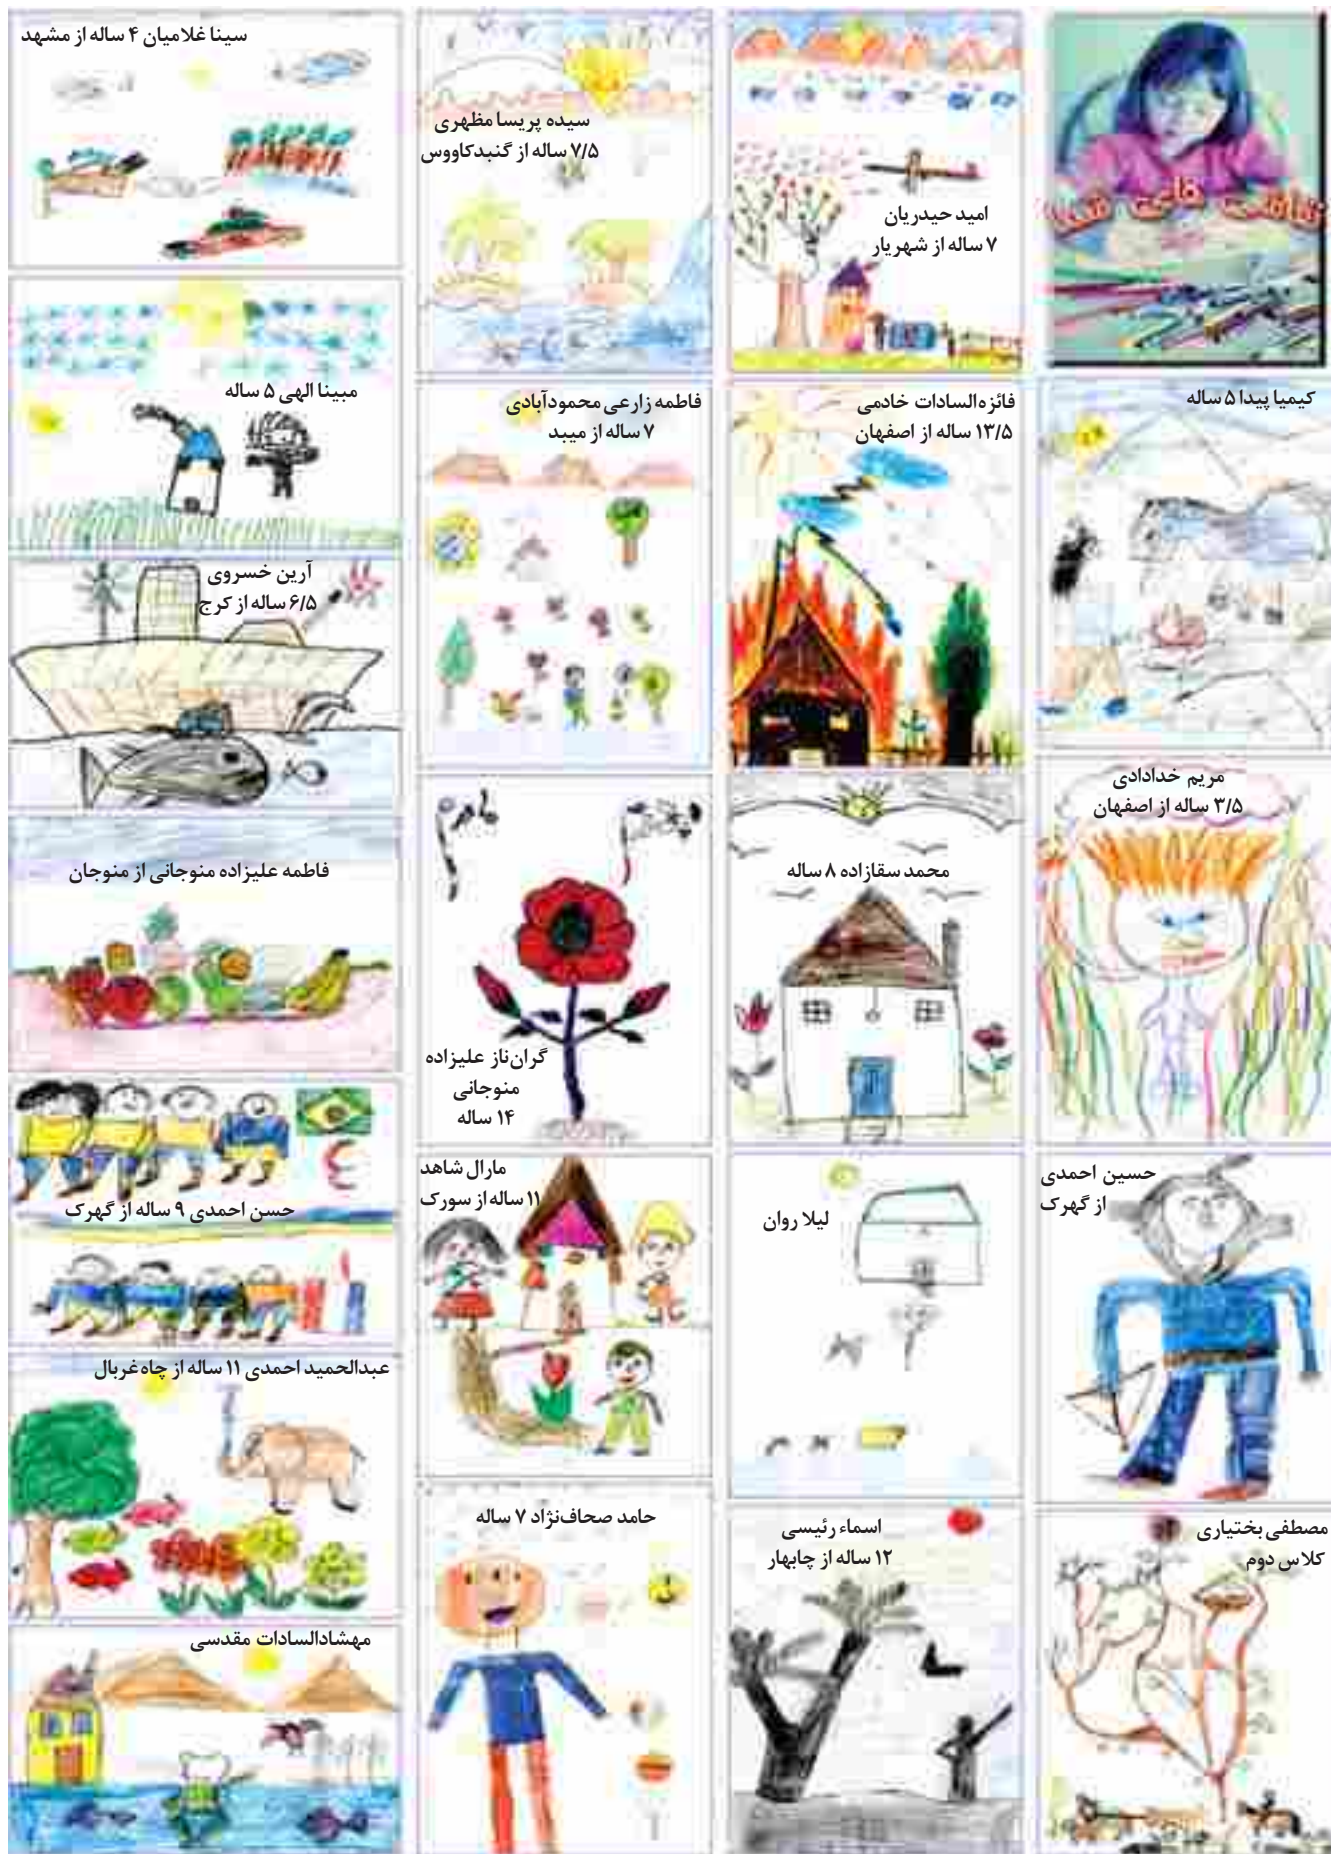 نقاشی های شما
امید حیدریان
۷ ساله از شهریار
سیده پریسا مظهری
۷/۵ ساله از گنبدکاووس
سینا غلامیان ۴ ساله از مشهد
کیمیا پیدا ۵ ساله
فائزه‌السادات خادمی
۱۳/۵ ساله از اصفهان
فاطمه زارعی محمودآبادی
۷ ساله از میبد
مبینا الهی ۵ ساله
آرین خسروی
۶/۵ ساله از کرج
مریم خدادادی
۳/۵ ساله از اصفهان
محمد سقازاده ۸ ساله
گران‌ناز علیزاده
منوجانی
۱۴ ساله
فاطمه علیزاده منوجانی از منوجان
حسین احمدی
از گهرک
لیلا روان
مارال شاهد
۱۱ ساله از سورک
حسن احمدی ۹ ساله از گهرک
عبدالحمید احمدی ۱۱ ساله از چاه‌غربال
مصطفی بختیاری
کلاس دوم
اسماء رئیسی
۱۲ ساله از چابهار
حامد صحاف‌نژاد ۷ ساله
مهشادالسادات مقدسی